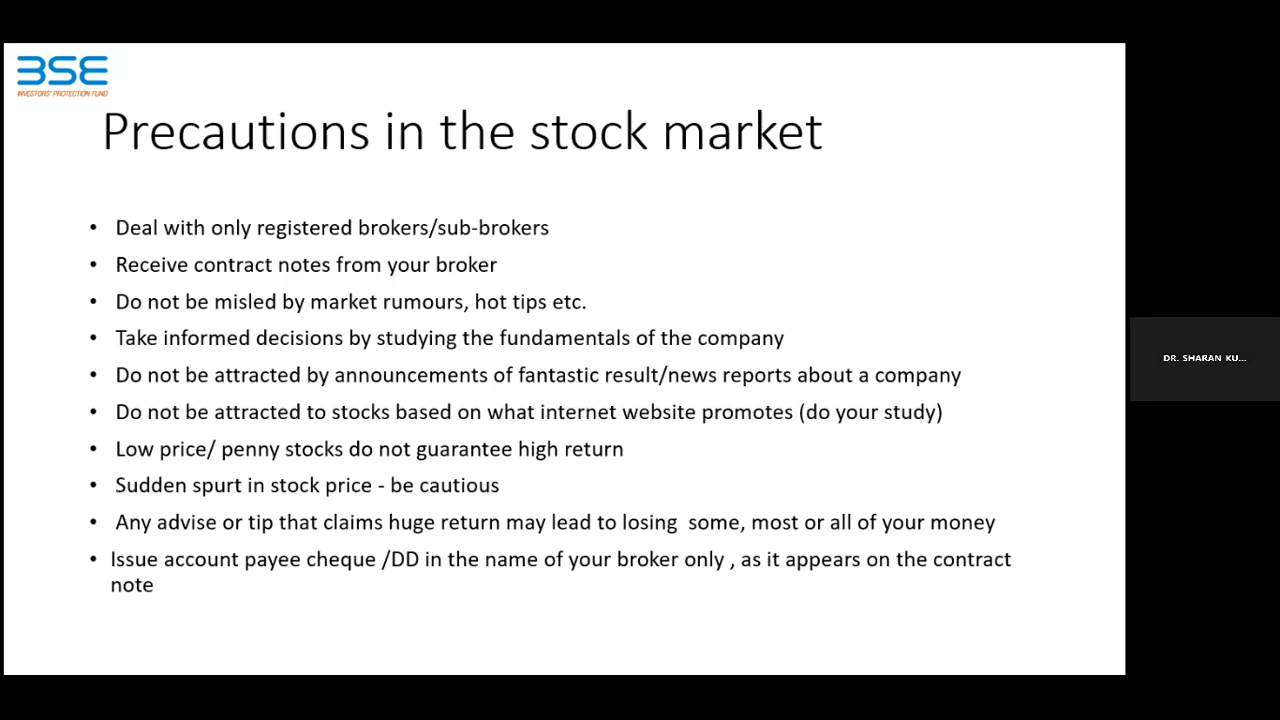 BSE
INVESTORS' PROTECTION FUND
Precautions in the stock market
• Deal with only registered brokers/sub-brokers
• Receive contract notes from your broker
• Do not be misled by market rumours, hot tips etc.
• Take informed decisions by studying the fundamentals of the company
• Do not be attracted by announcements of fantastic result/news reports about a company
• Do not be attracted to stocks based on what internet website promotes (do your study)
• Low price/ penny stocks do not guarantee high return
• Sudden spurt in stock price - be cautious
• Any advise or tip that claims huge return may lead to losing  some, most or all of your money
• Issue account payee cheque /DD in the name of your broker only , as it appears on the contract
note
DR. SHARAN KU...